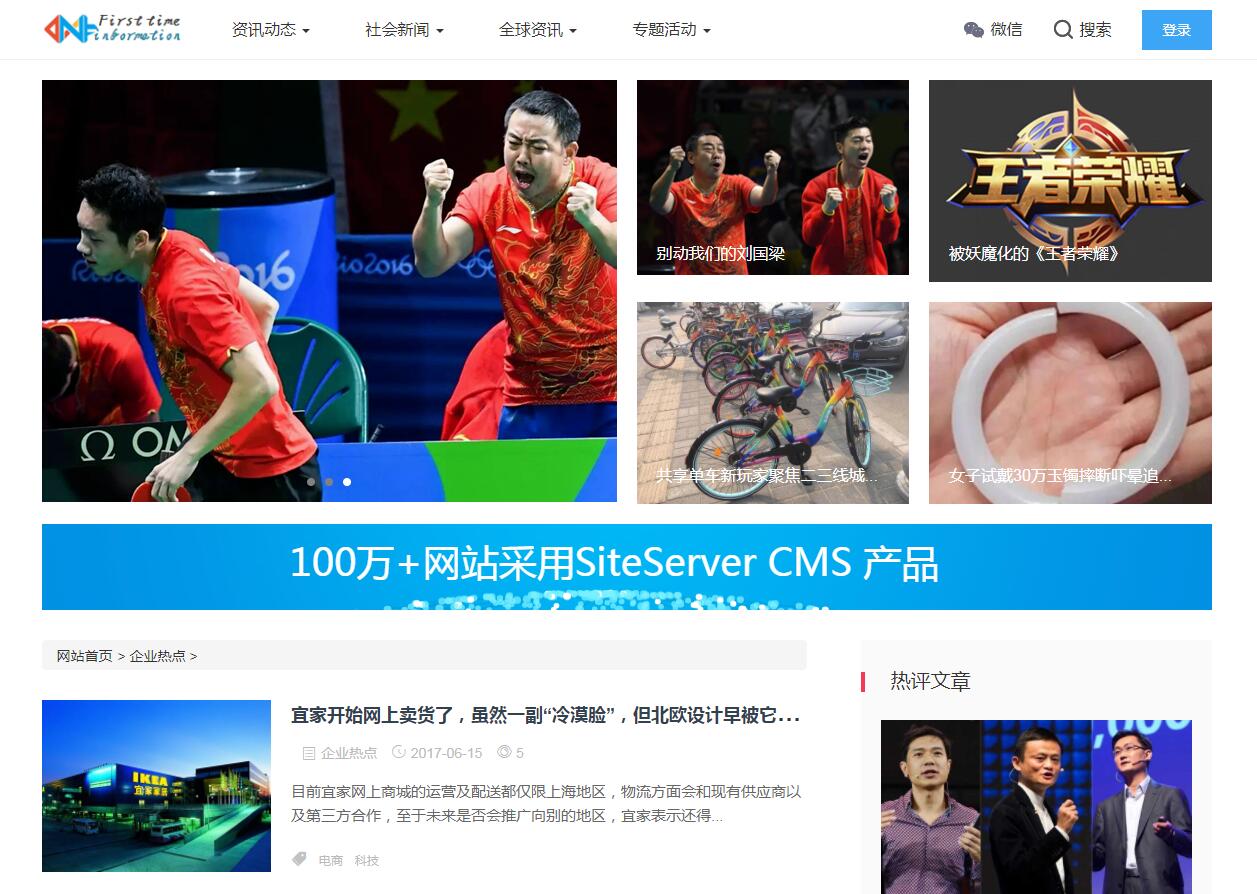 First time
information
资讯动态
社会新闻
全球资讯
专题活动
微信
搜索
登录
Rio2016
016
Ω OM
别动我们的刘国梁
王者荣耀
被妖魔化的《王者荣耀》
共享单车新玩家聚焦二三线城...
女子试戴30万玉镯摔断吓晕追...
100万+网站采用SiteServer CMS 产品
网站首页 > 企业热点 >
宜家开始网上卖货了，虽然一副“冷漠脸”，但北欧设计早被它...
企业热点 2017-06-15 5
目前宜家网上商城的运营及配送都仅限上海地区，物流方面会和现有供应商以
及第三方合作，至于未来是否会推广向别的地区，宜家表示还得...
电商 科技
IKEA
宜家家居
热评文章
,000